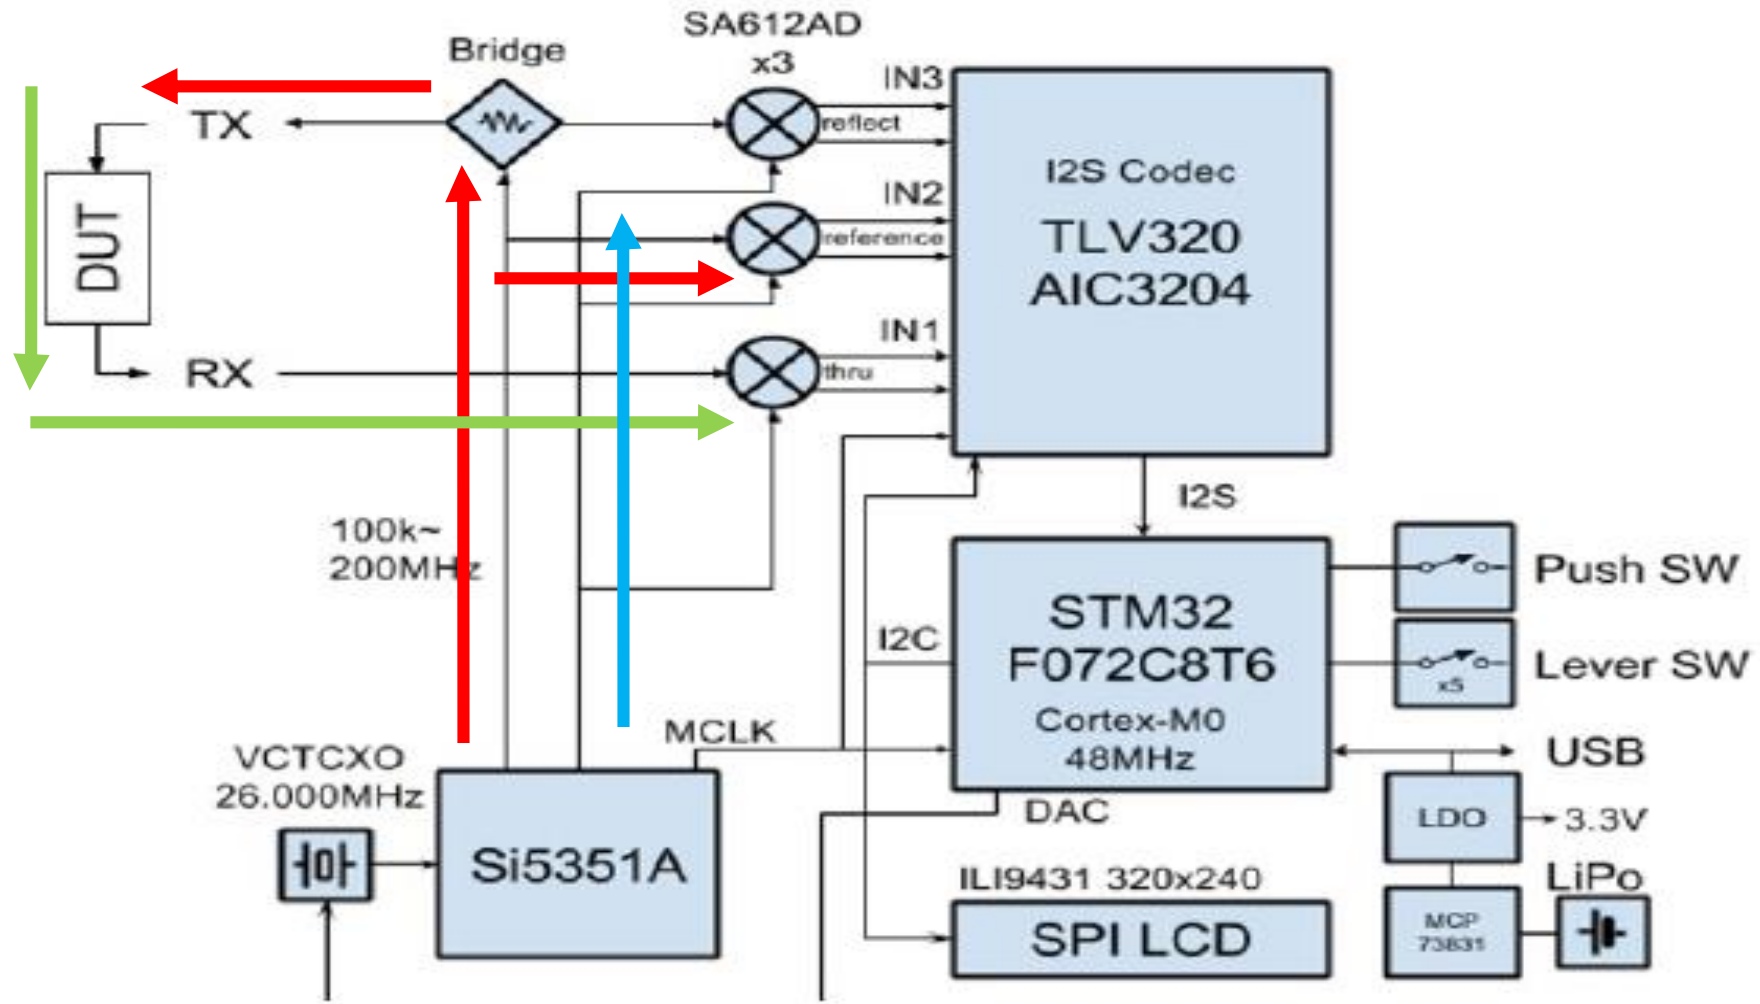 SA612AD
x3
Bridge
IN3
TX
reflect
I2S Codec
IN2
DUT
reference
TLV320
AIC3204
IN1
RX
thru
I2S
100k~
200MHz
Push SW
STM32
F072C8T6
I2C
Lever SW
x5
Cortex-M0
48MHz
MCLK
VCTCXO
26.000MHz
USB
DAC
LDO
3.3V
Si5351A
ILI9431 320x240
LiPo
SPI LCD
MCP
73831